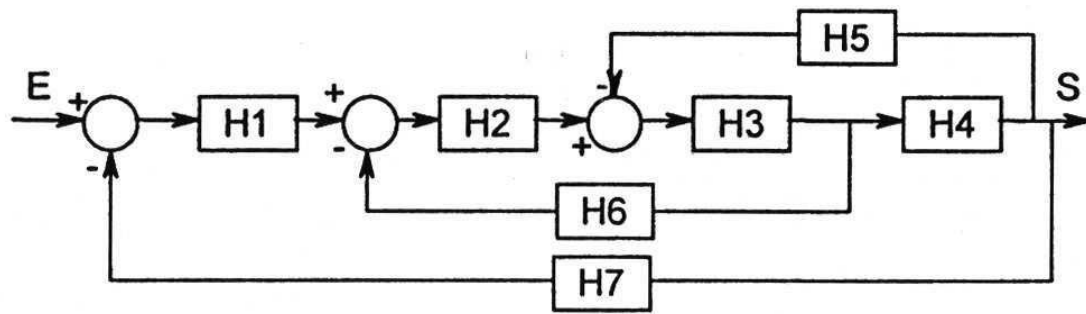 H5
E + + - S
H1 H2 H3 H4
- - +
H6
H7